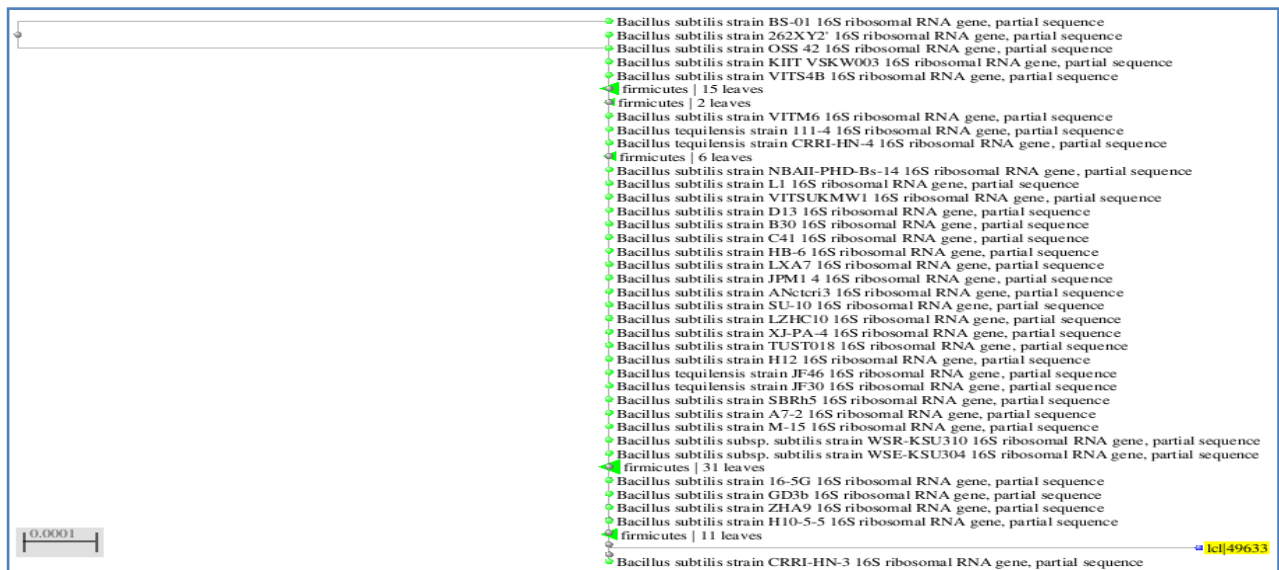 Bacillus subtilis strain BS-01 16S ribosomal RNA gene, partial sequence
Bacillus subtilis strain 262XY2' 16S ribosomal RNA gene, partial sequence
Bacillus subtilis strain OSS 42 16S ribosomal RNA gene, partial sequence
Bacillus subtilis strain KIIT VSKW003 16S ribosomal RNA gene, partial sequence
Bacillus subtilis strain VITS4B 16S ribosomal RNA gene, partial sequence
firmicutes | 15 leaves
firmicutes | 2 leaves
Bacillus subtilis strain VITM6 16S ribosomal RNA gene, partial sequence
Bacillus tequilensis strain 111-4 16S ribosomal RNA gene, partial sequence
Bacillus tequilensis strain CRRI-HN-4 16S ribosomal RNA gene, partial sequence
firmicutes | 6 leaves
Bacillus subtilis strain NBAII-PHD-Bs-14 16S ribosomal RNA gene, partial sequence
Bacillus subtilis strain L1 16S ribosomal RNA gene, partial sequence
Bacillus subtilis strain VITSUKMW1 16S ribosomal RNA gene, partial sequence
Bacillus subtilis strain D13 16S ribosomal RNA gene, partial sequence
Bacillus subtilis strain B30 16S ribosomal RNA gene, partial sequence
Bacillus subtilis strain C41 16S ribosomal RNA gene, partial sequence
Bacillus subtilis strain HB-6 16S ribosomal RNA gene, partial sequence
Bacillus subtilis strain LXA7 16S ribosomal RNA gene, partial sequence
Bacillus subtilis strain JPM1 4 16S ribosomal RNA gene, partial sequence
Bacillus subtilis strain ANctcri3 16S ribosomal RNA gene, partial sequence
Bacillus subtilis strain SU-10 16S ribosomal RNA gene, partial sequence
Bacillus subtilis strain LZHC10 16S ribosomal RNA gene, partial sequence
Bacillus subtilis strain XJ-PA-4 16S ribosomal RNA gene, partial sequence
Bacillus subtilis strain TUST018 16S ribosomal RNA gene, partial sequence
Bacillus subtilis strain H12 16S ribosomal RNA gene, partial sequence
Bacillus tequilensis strain JF46 16S ribosomal RNA gene, partial sequence
Bacillus tequilensis strain JF30 16S ribosomal RNA gene, partial sequence
Bacillus subtilis strain SBRh5 16S ribosomal RNA gene, partial sequence
Bacillus subtilis strain A7-2 16S ribosomal RNA gene, partial sequence
Bacillus subtilis strain M-15 16S ribosomal RNA gene, partial sequence
Bacillus subtilis subsp. subtilis strain WSR-KSU310 16S ribosomal RNA gene, partial sequence
Bacillus subtilis subsp. subtilis strain WSE-KSU304 16S ribosomal RNA gene, partial sequence
firmicutes | 31 leaves
Bacillus subtilis strain 16-5G 16S ribosomal RNA gene, partial sequence
Bacillus subtilis strain GD3b 16S ribosomal RNA gene, partial sequence
Bacillus subtilis strain ZHA9 16S ribosomal RNA gene, partial sequence
Bacillus subtilis strain H10-5-5 16S ribosomal RNA gene, partial sequence
firmicutes | 11 leaves
0.0001
lcl|49633
Bacillus subtilis strain CRRI-HN-3 16S ribosomal RNA gene, partial sequence